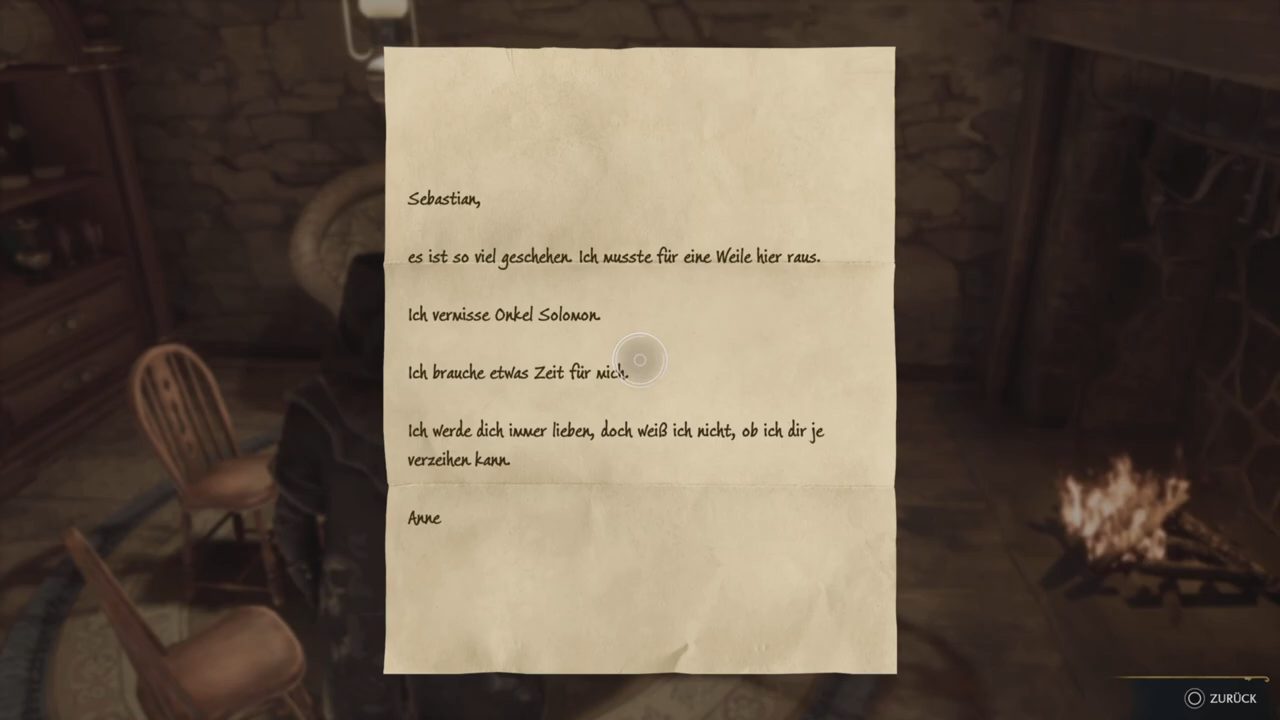 Sebastian,
es ist so viel geschehen. Ich musste für eine Weile hier raus.
Ich vermisse Onkel Solomon.
Ich brauche etwas Zeit für mich.
Ich werde dich immer lieben, doch weiß ich nicht, ob ich dir je
verzeihen kann.
Anne
ZURÜCK